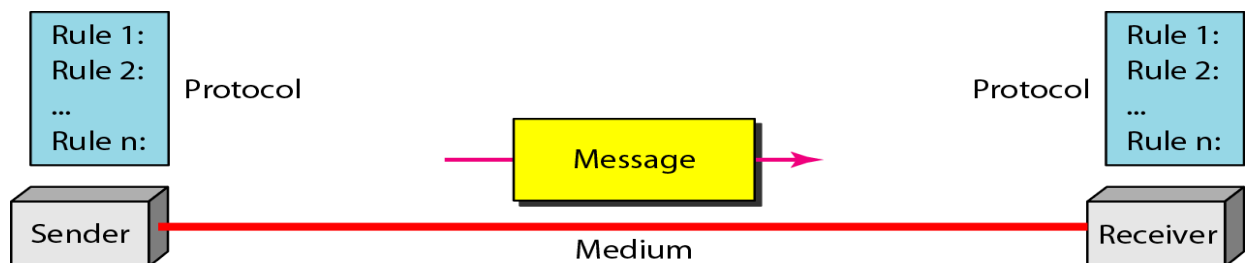 Rule 1:
Rule 2:
...
Rule n:
Protocol
Protocol
Rule 1:
Rule 2:
...
Rule n:
Message
Sender
Medium
Receiver